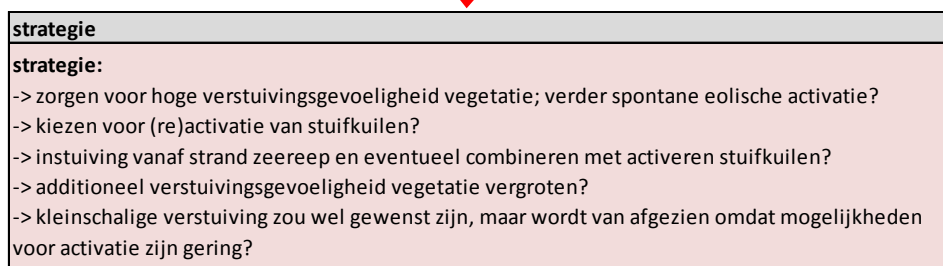 strategie
strategie:
-> zorgen voor hoge verstuivingsgevoeligheid vegetatie; verder spontane eolische activatie?
-> kiezen voor (re)activatie van stuifkuilen?
-> instuiving vanaf strand zeereep en eventueel combineren met activeren stuifkuilen?
-> additioneel verstuivingsgevoeligheid vegetatie vergroten?
-> kleinschalige verstuiving zou wel gewenst zijn, maar wordt van afgezien omdat mogelijkheden
voor activatie zijn gering?